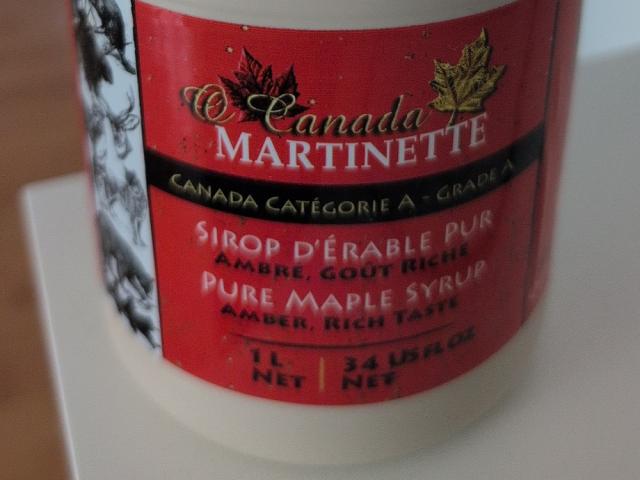 O Canada
MARTINETTE
CANADA CATÉGORIE A - GRADE A
SIROP D'ÉRABLE PUR
AMBRÉ, GOÛT RICHE
PURE MAPLE SYRUP
AMBER, RICH TASTE
1 L | 34 US FL OZ
NET NET